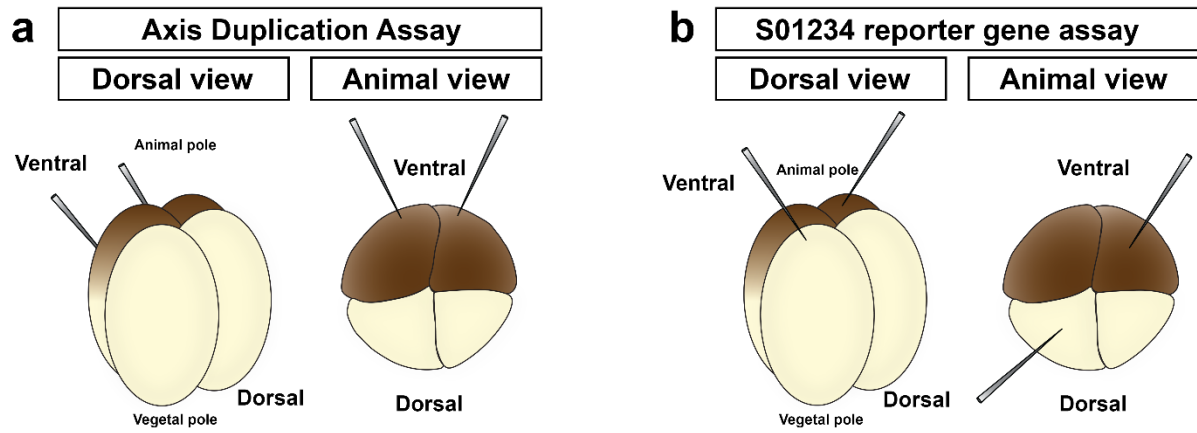 a
Axis Duplication Assay
Dorsal view
Animal view
Ventral
Animal pole
Ventral
Vegetal pole
Dorsal
Dorsal
b
S01234 reporter gene assay
Dorsal view
Animal view
Ventral
Animal pole
Ventral
Vegetal pole
Dorsal
Dorsal